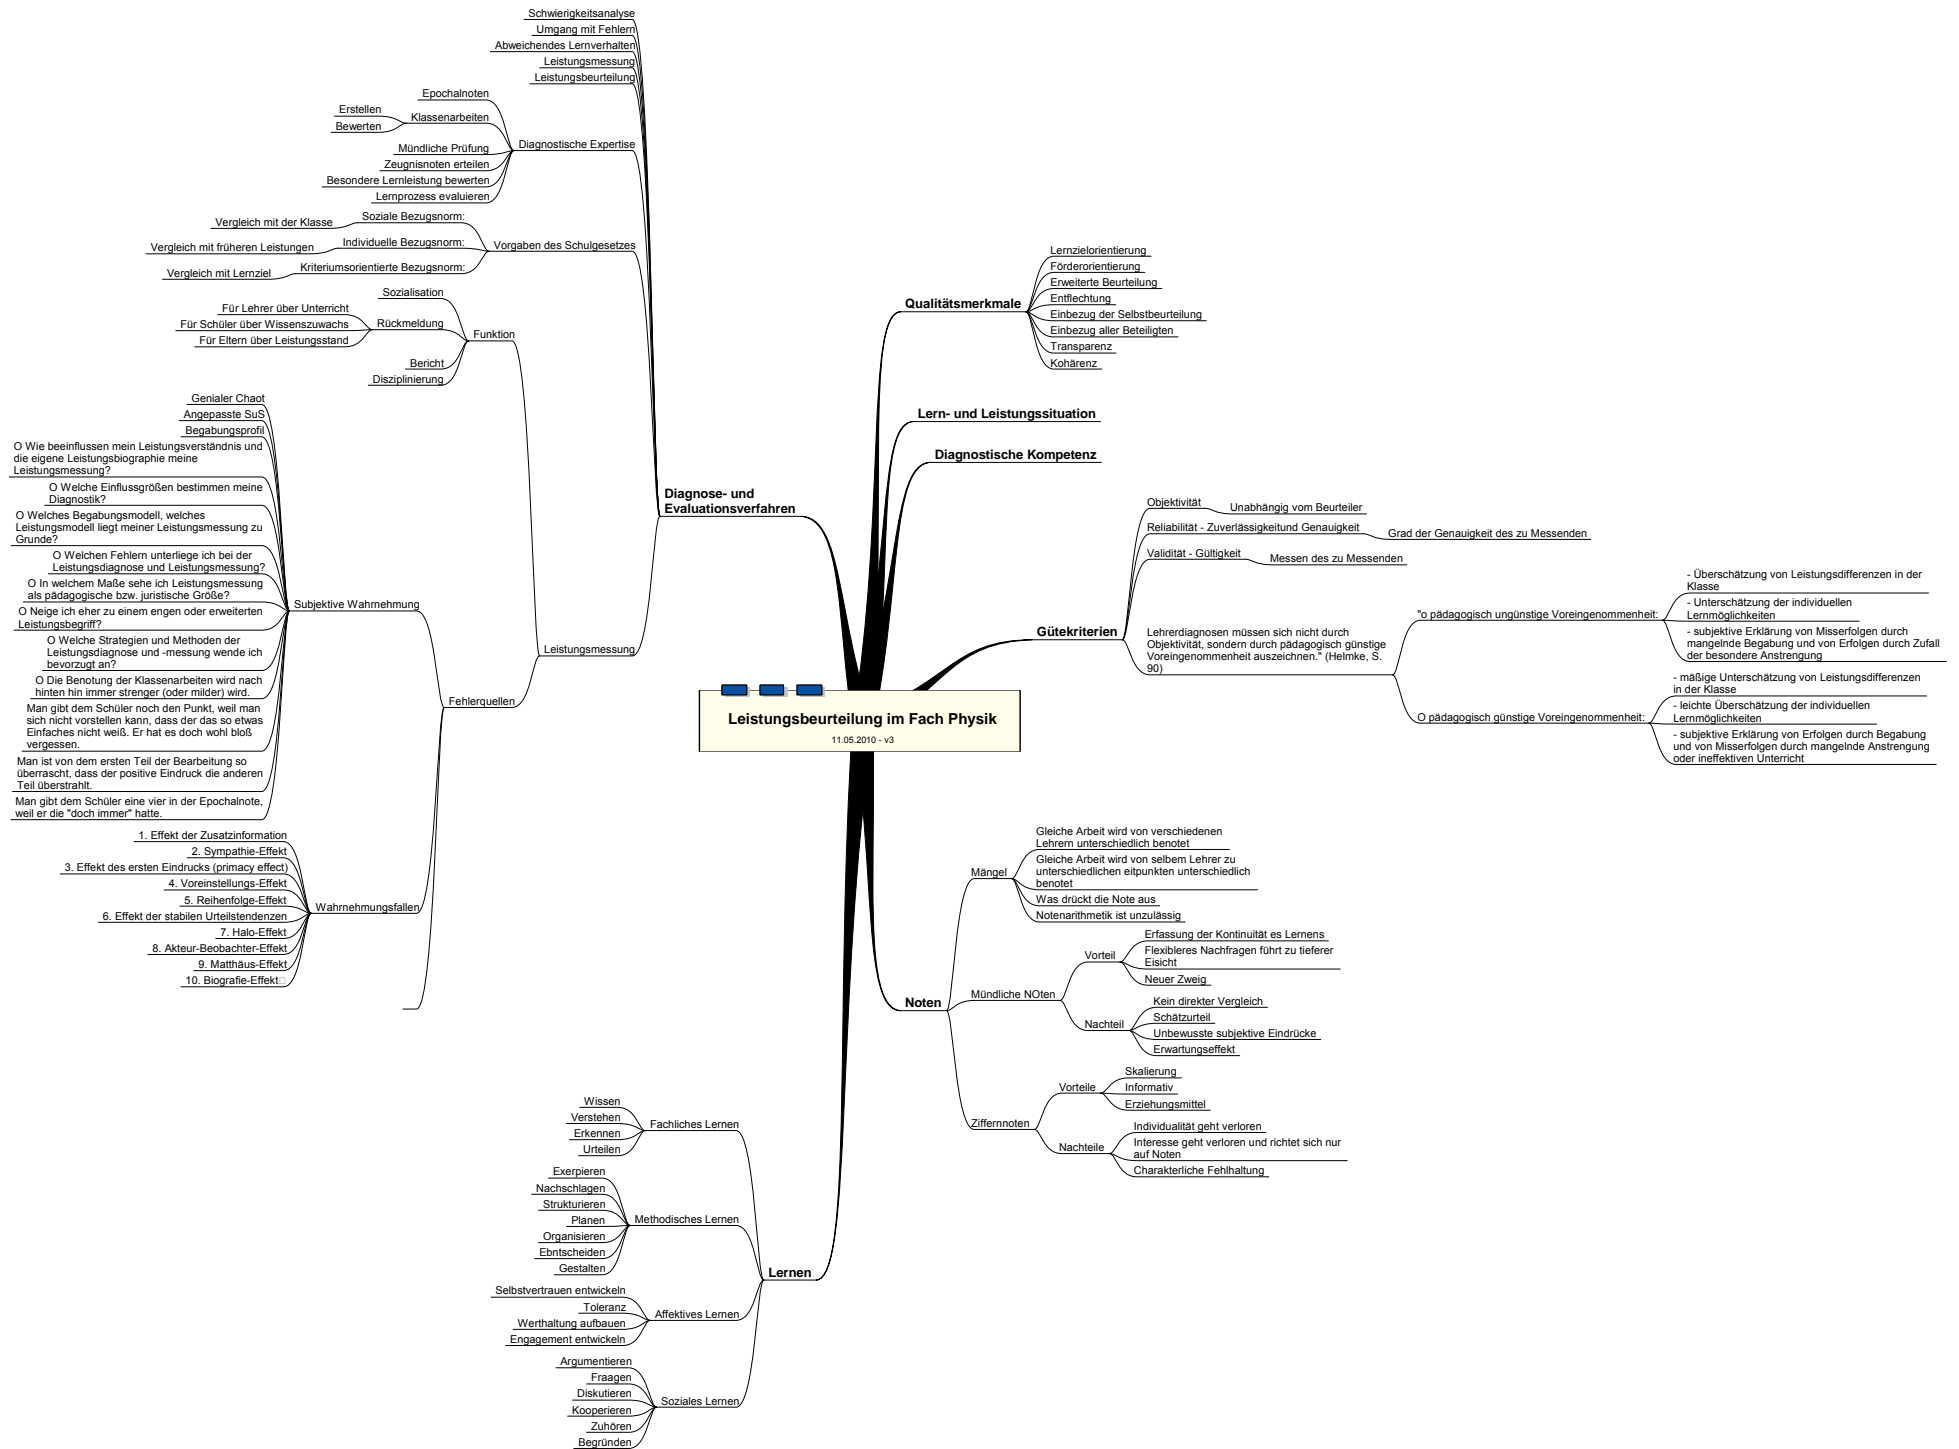 Leistungsbeurteilung im Fach Physik
11.05.2010 - v3
Qualitätsmerkmale
Lernzielorientierung
Förderorientierung
Erweiterte Beurteilung
Entflechtung
Einbezug der Selbstbeurteilung
Einbezug aller Beteiligten
Transparenz
Kohärenz
Lern- und Leistungssituation
Diagnostische Kompetenz
Gütekriterien
Objektivität
Unabhängig vom Beurteiler
Reliabilität - Zuverlässigkeitund Genauigkeit
Grad der Genauigkeit des zu Messenden
Validität - Gültigkeit
Messen des zu Messenden
Lehrerdiagnosen müssen sich nicht durch
Objektivität, sondern durch pädagogisch günstige
Voreingenommenheit auszeichnen." (Helmke, S.
90)
"o pädagogisch ungünstige Voreingenommenheit:
- Überschätzung von Leistungsdifferenzen in der
Klasse
- Unterschätzung der individuellen
Lernmöglichkeiten
- subjektive Erklärung von Misserfolgen durch
mangelnde Begabung und von Erfolgen durch Zufall
der besondere Anstrengung
O pädagogisch günstige Voreingenommenheit:
- mäßige Unterschätzung von Leistungsdifferenzen
in der Klasse
- leichte Überschätzung der individuellen
Lernmöglichkeiten
- subjektive Erklärung von Erfolgen durch Begabung
und von Misserfolgen durch mangelnde Anstrengung
oder ineffektiven Unterricht
Noten
Mängel
Gleiche Arbeit wird von verschiedenen
Lehrern unterschiedlich benotet
Gleiche Arbeit wird von selbem Lehrer zu
unterschiedlichen eitpunkten unterschiedlich
benotet
Was drückt die Note aus
Notenarithmetik ist unzulässig
Mündliche NOten
Vorteil
Erfassung der Kontinuität es Lernens
Flexibleres Nachfragen führt zu tieferer
Eisicht
Neuer Zweig
Nachteil
Kein direkter Vergleich
Schätzurteil
Unbewusste subjektive Eindrücke
Erwartungseffekt
Ziffernnoten
Vorteile
Skalierung
Informativ
Erziehungsmittel
Nachteile
Individualität geht verloren
Interesse geht verloren und richtet sich nur
auf Noten
Charakterliche Fehlhaltung
Lernen
Fachliches Lernen
Wissen
Verstehen
Erkennen
Urteilen
Methodisches Lernen
Exerpieren
Nachschlagen
Strukturieren
Planen
Organisieren
Ebntscheiden
Gestalten
Affektives Lernen
Selbstvertrauen entwickeln
Toleranz
Werthaltung aufbauen
Engagement entwickeln
Soziales Lernen
Argumentieren
Fraagen
Diskutieren
Kooperieren
Zuhören
Begründen
Diagnose- und
Evaluationsverfahren
Schwierigkeitsanalyse
Umgang mit Fehlern
Abweichendes Lernverhalten
Leistungsmessung
Leistungsbeurteilung
Diagnostische Expertise
Epochalnoten
Klassenarbeiten
Erstellen
Bewerten
Mündliche Prüfung
Zeugnisnoten erteilen
Besondere Lernleistung bewerten
Lernprozess evaluieren
Vorgaben des Schulgesetzes
Soziale Bezugsnorm:
Vergleich mit der Klasse
Individuelle Bezugsnorm:
Vergleich mit früheren Leistungen
Kriteriumsorientierte Bezugsnorm:
Vergleich mit Lernziel
Leistungsmessung
Funktion
Sozialisation
Rückmeldung
Für Lehrer über Unterricht
Für Schüler über Wissenszuwachs
Für Eltern über Leistungsstand
Bericht
Disziplinierung
Fehlerquellen
Subjektive Wahrnehmung
Genialer Chaot
Angepasste SuS
Begabungsprofil
O Wie beeinflussen mein Leistungsverständnis und
die eigene Leistungsbiographie meine
Leistungsmessung?
O Welche Einflussgrößen bestimmen meine
Diagnostik?
O Welches Begabungsmodell, welches
Leistungsmodell liegt meiner Leistungsmessung zu
Grunde?
O Welchen Fehlern unterliege ich bei der
Leistungsdiagnose und Leistungsmessung?
O In welchem Maße sehe ich Leistungsmessung
als pädagogische bzw. juristische Größe?
O Neige ich eher zu einem engen oder erweiterten
Leistungsbegriff?
O Welche Strategien und Methoden der
Leistungsdiagnose und -messung wende ich
bevorzugt an?
O Die Benotung der Klassenarbeiten wird nach
hinten hin immer strenger (oder milder) wird.
Man gibt dem Schüler noch den Punkt, weil man
sich nicht vorstellen kann, dass der das so etwas
Einfaches nicht weiß. Er hat es doch wohl bloß
vergessen.
Man ist von dem ersten Teil der Bearbeitung so
überrascht, dass der positive Eindruck die anderen
Teil überstrahlt.
Man gibt dem Schüler eine vier in der Epochalnote,
weil er die "doch immer" hatte.
Wahrnehmungsfallen
1. Effekt der Zusatzinformation
2. Sympathie-Effekt
3. Effekt des ersten Eindrucks (primacy effect)
4. Voreinstellungs-Effekt
5. Reihenfolge-Effekt
6. Effekt der stabilen Urteilstendenzen
7. Halo-Effekt
8. Akteur-Beobachter-Effekt
9. Matthäus-Effekt
10. Biografie-Effekt